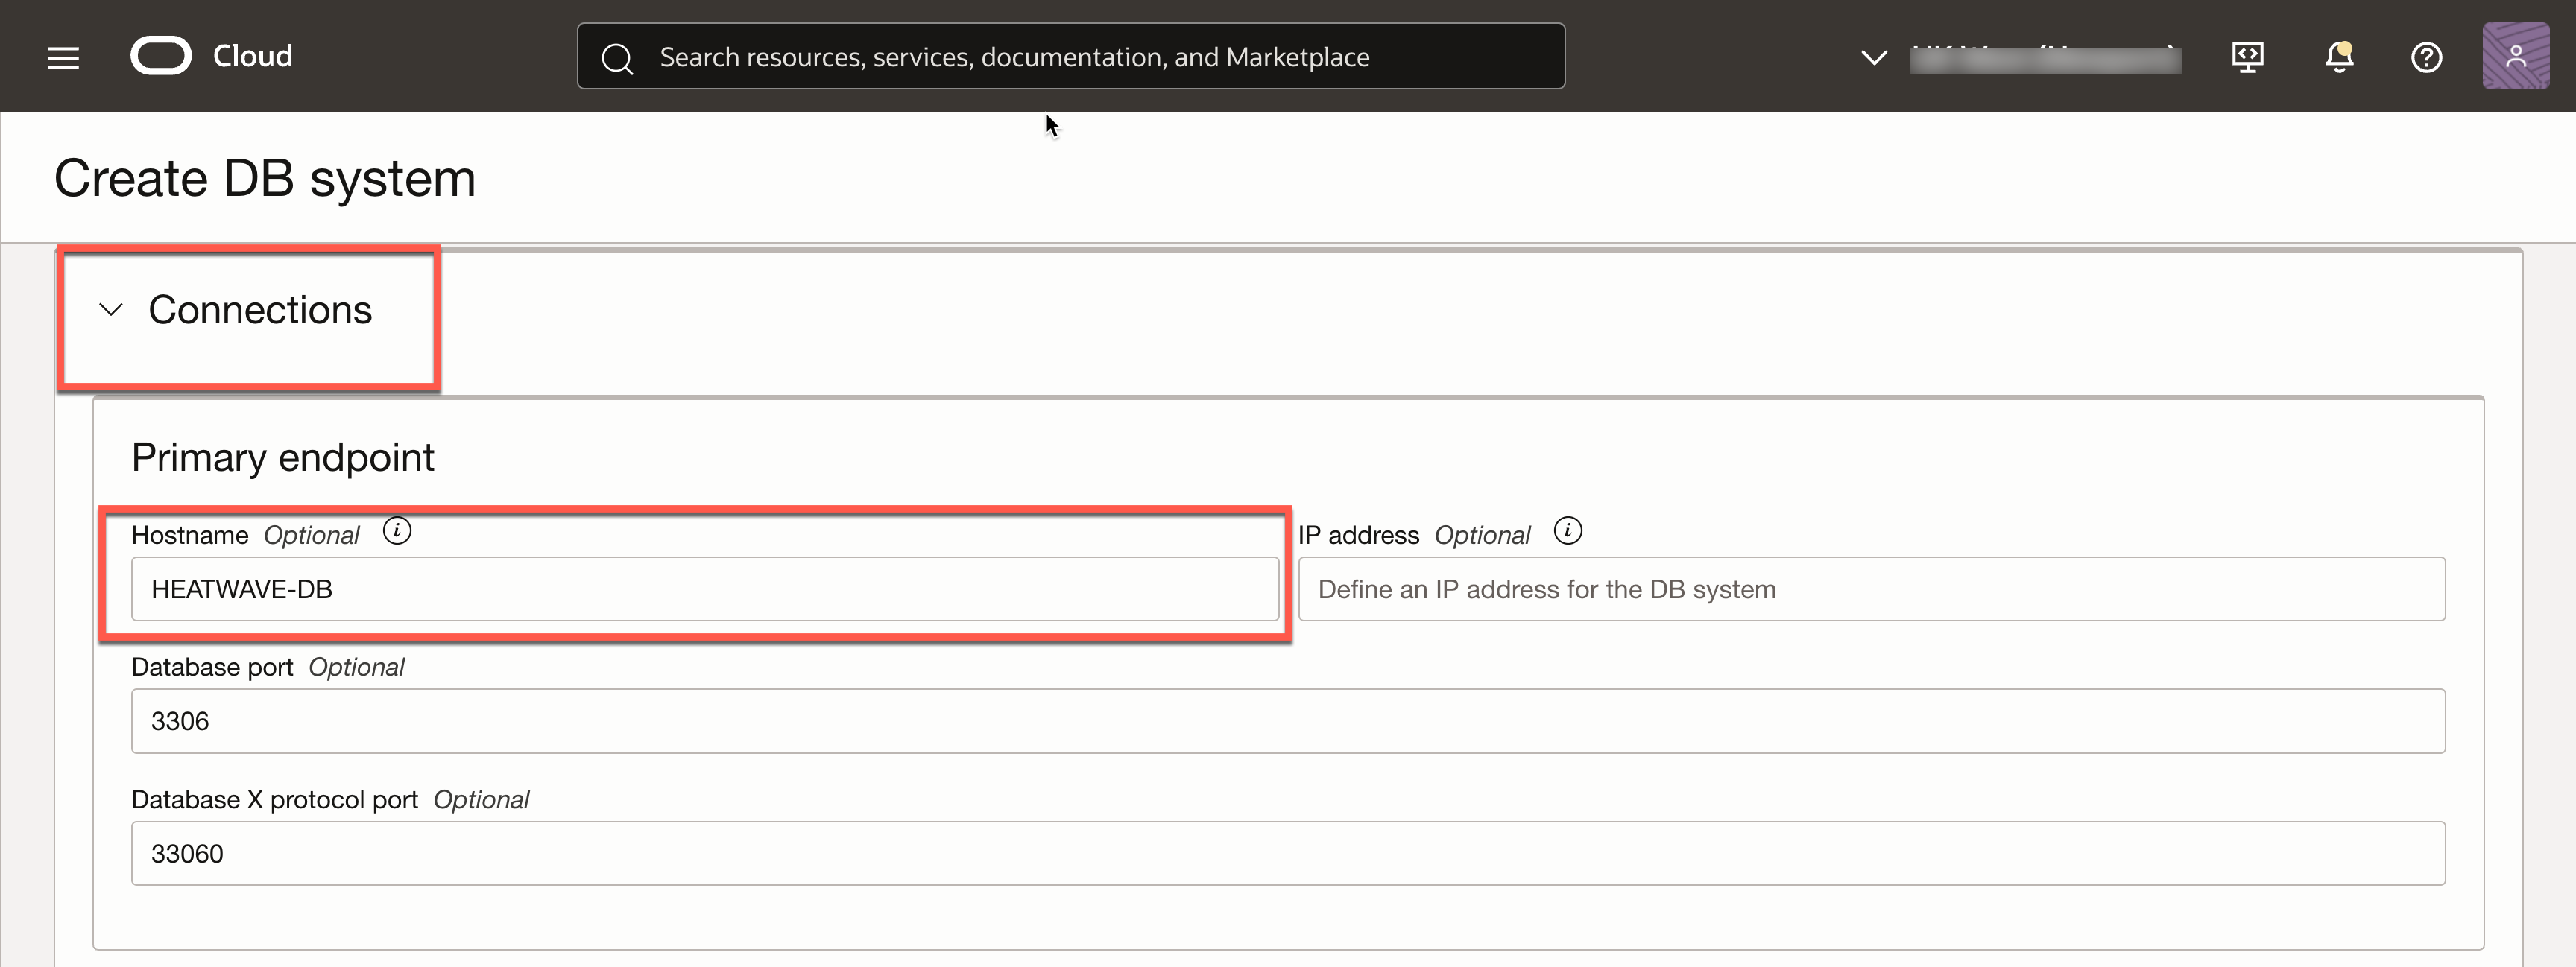 Cloud
Search resources, services, documentation, and Marketplace
Create DB system
Connections
Primary endpoint
Hostname Optional
IP address Optional
HEATWAVE-DB
Define an IP address for the DB system
Database port Optional
3306
Database X protocol port Optional
33060